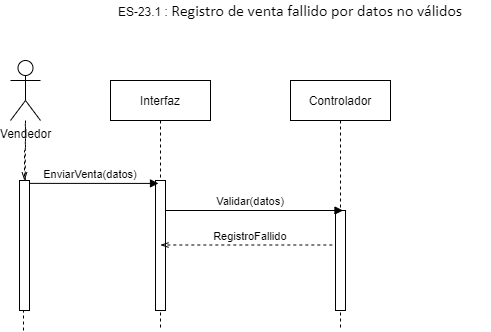 ES-23.1 : Registro de venta fallido por datos no válidos
Interfaz
Controlador
Vendedor
EnviarVenta(datos)
Validar(datos)
RegistroFallido